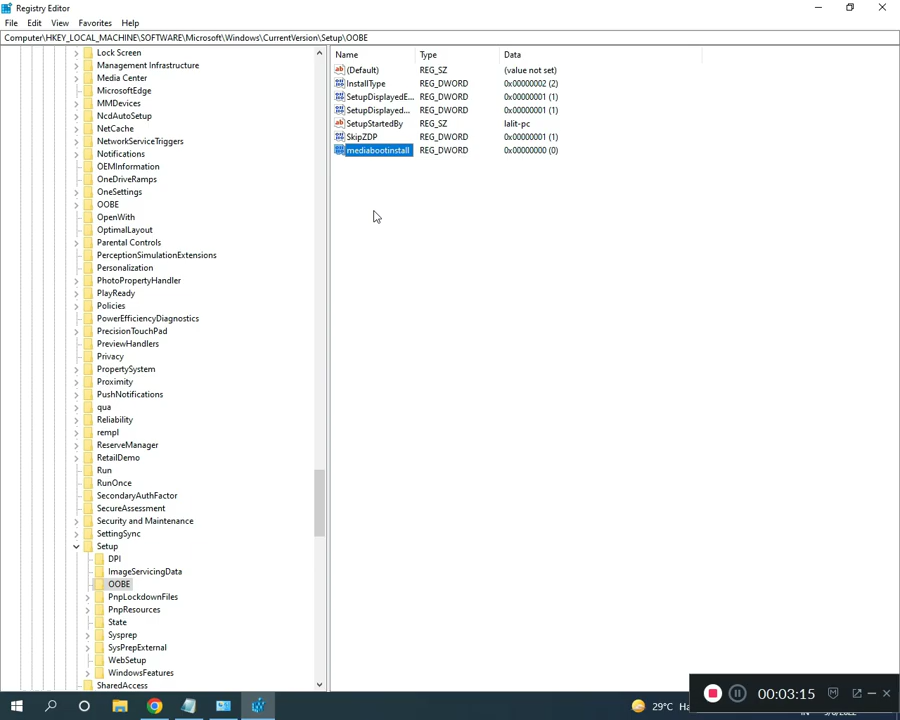 Registry Editor
File Edit View Favorites Help
Computer\HKEY_LOCAL_MACHINE\SOFTWARE\Microsoft\Windows\CurrentVersion\Setup\OOBE
Lock Screen
Management Infrastructure
Media Center
MicrosoftEdge
MMDevices
NcdAutoSetup
NetCache
NetworkServiceTriggers
Notifications
OEMInformation
OneDriveRamps
OneSettings
OOBE
OpenWith
OptimalLayout
Parental Controls
PerceptionSimulationExtensions
Personalization
PhotoPropertyHandler
PlayReady
Policies
PowerEfficiencyDiagnostics
PrecisionTouchPad
PreviewHandlers
Privacy
PropertySystem
Proximity
PushNotifications
qua
Reliability
rempl
ReserveManager
RetailDemo
Run
RunOnce
SecondaryAuthFactor
SecureAssessment
Security and Maintenance
SettingSync
Setup
DPI
ImageServicingData
OOBE
PnpLockdownFiles
PnpResources
State
Sysprep
SysPrepExternal
WebSetup
WindowsFeatures
SharedAccess
Name Type Data
(Default) REG_SZ (value not set)
InstallType REG_DWORD 0x00000002 (2)
SetupDisplayedE... REG_DWORD 0x00000001 (1)
SetupDisplayed... REG_DWORD 0x00000001 (1)
SetupStartedBy REG_SZ lalit-pc
SkipZDP REG_DWORD 0x00000001 (1)
mediabootinstall REG_DWORD 0x00000000 (0)
00:03:15
29°C Ha